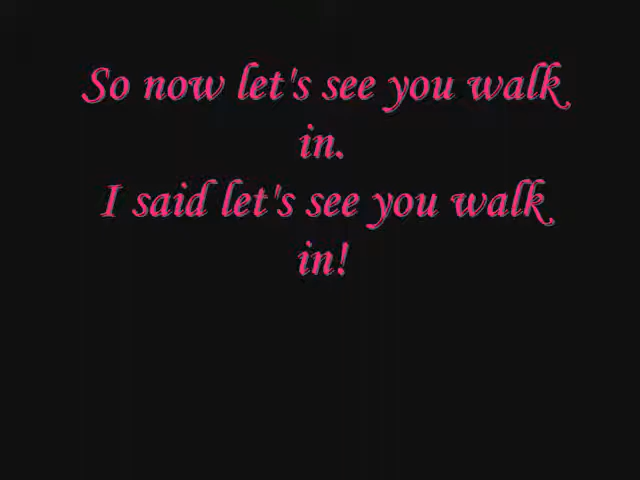 So now let's see you walk
in.
I said let's see you walk
in!